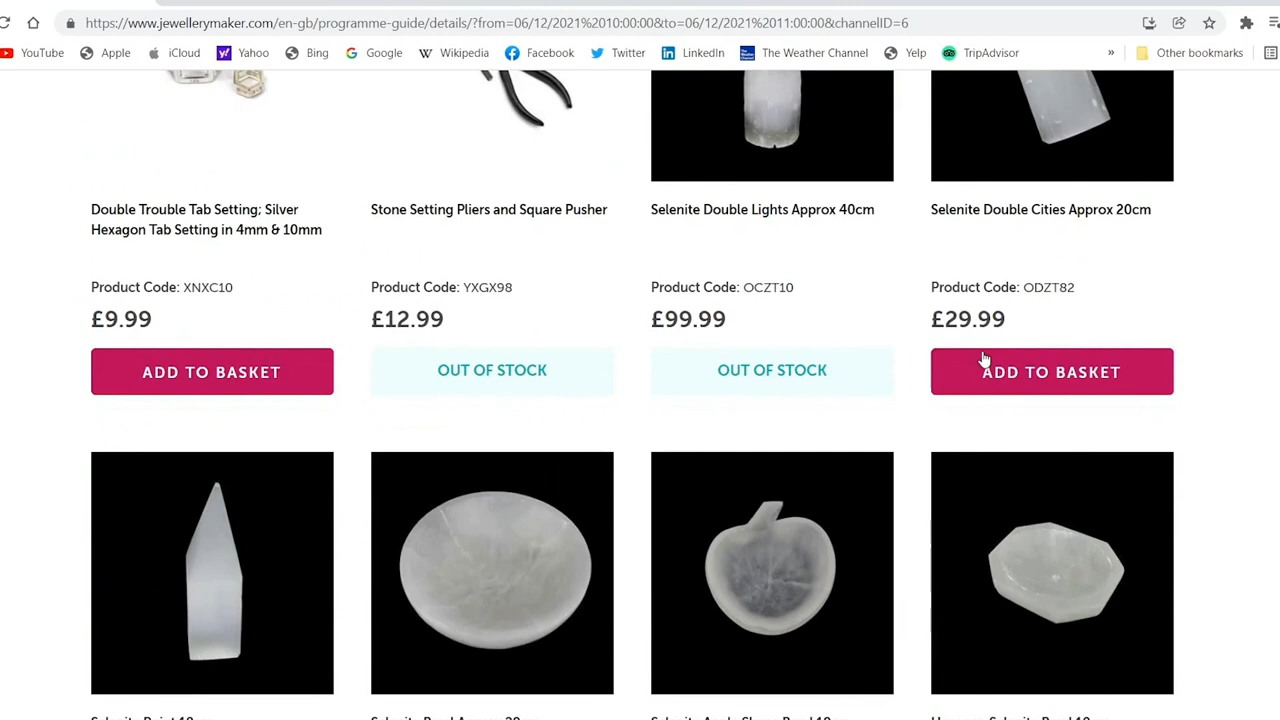 https://www.jewellerymaker.com/en-gb/programme-guide/details/?from=06/12/2021%2010:00:00&to=06/12/2021%2011:00:00&channelID=6
YouTube Apple iCloud Yahoo Bing Google Wikipedia Facebook Twitter LinkedIn The Weather Channel Yelp TripAdvisor » Other bookmarks
Double Trouble Tab Setting; Silver
Hexagon Tab Setting in 4mm & 10mm
Stone Setting Pliers and Square Pusher
Selenite Double Lights Approx 40cm
Selenite Double Cities Approx 20cm
Product Code: XNXC10
Product Code: YXGX98
Product Code: OCZT10
Product Code: ODZT82
£9.99
£12.99
£99.99
£29.99
ADD TO BASKET
OUT OF STOCK
OUT OF STOCK
ADD TO BASKET